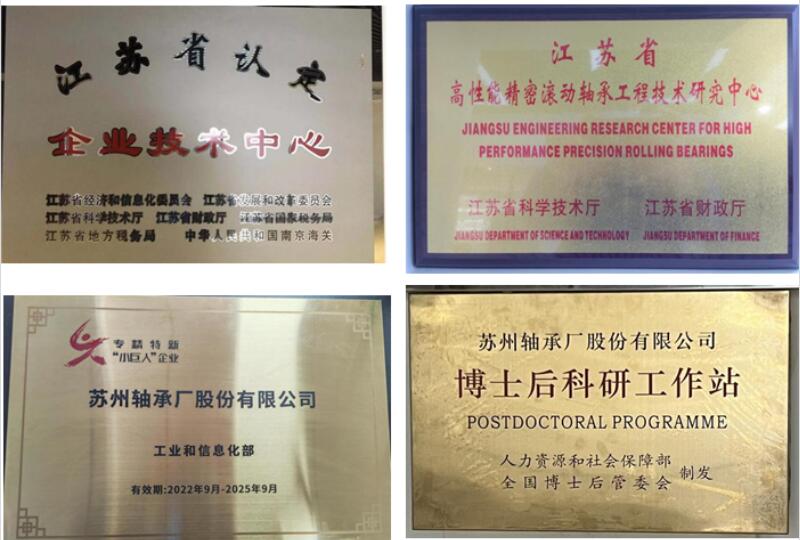 江苏省认定
企业技术中心
江苏省经济和信息化委员会 江苏省发展和改革委员会
江苏省科学技术厅 江苏省财政厅 江苏省国家税务局
江苏省地方税务局 中华人民共和国南京海关
江苏省
高性能精密滚动轴承工程技术研究中心
JIANGSU ENGINEERING RESEARCH CENTER FOR HIGH
PERFORMANCE PRECISION ROLLING BEARINGS
江苏省科学技术厅 江苏省财政厅
JIANGSU DEPARTMENT OF SCIENCE AND TECHNOLOGY JIANGSU DEPARTMENT OF FINANCE
专精特新
“小巨人”企业
苏州轴承厂股份有限公司
工业和信息化部
有效期:2022年9月-2025年9月
苏州轴承厂股份有限公司
博士后科研工作站
POSTDOCTORAL PROGRAMME
人力资源和社会保障部
全国博士后管委会 制发